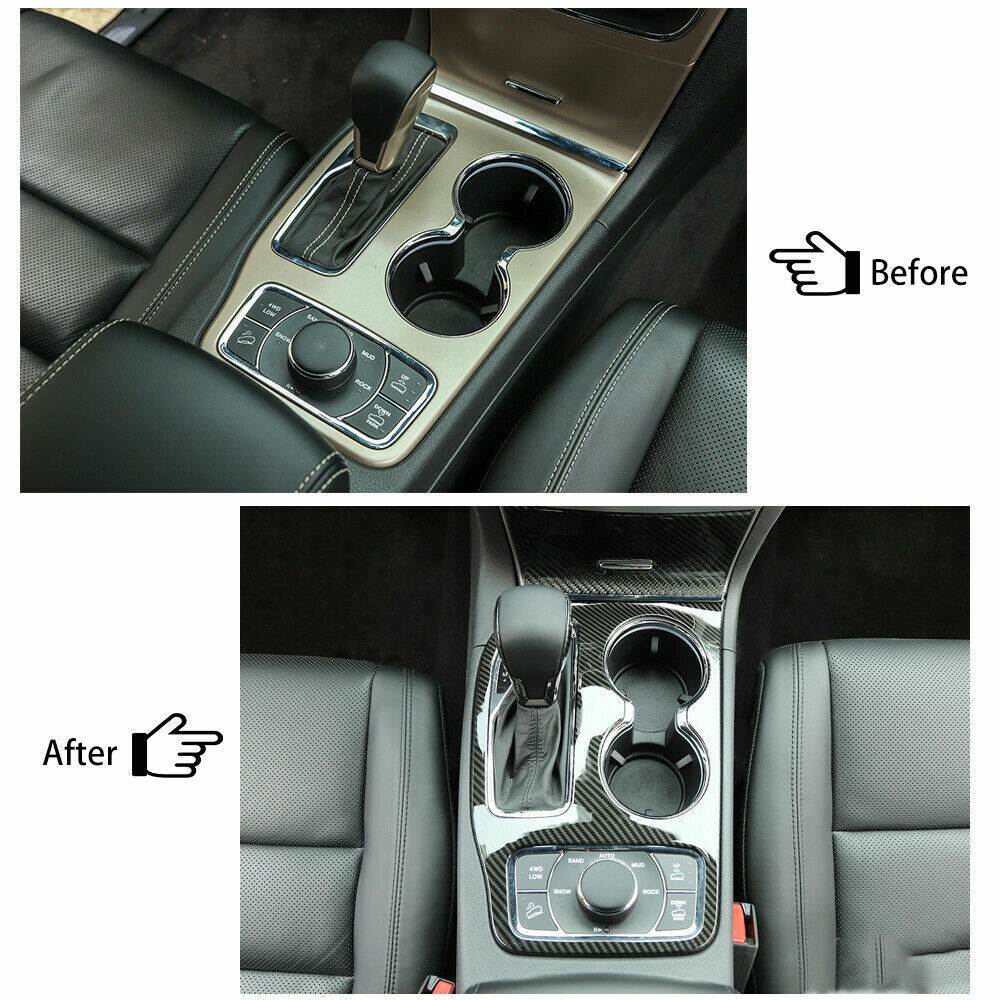 Before
4WD
LOW
SAND
SNOW
MUD
ROCK
UP
DOWN
PARK
After
4WD
LOW
SAND
AUTO
MUD
SNOW
ROCK
UP
DOWN
PARK